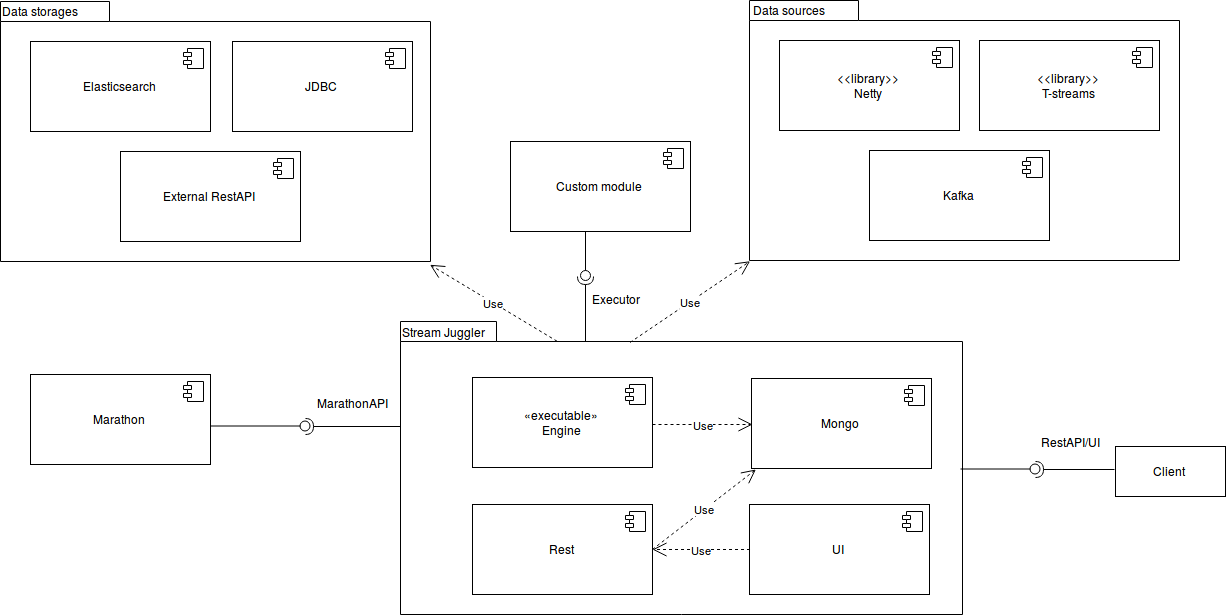 Data storages
Data sources
Elasticsearch
JDBC
External RestAPI
<<library>>
Netty
<<library>>
T-streams
Kafka
Custom module
Use
Executor
Use
Stream Juggler
Marathon
MarathonAPI
«executable»
Engine
Use
Mongo
RestAPI/UI
Client
Use
Rest
Use
UI